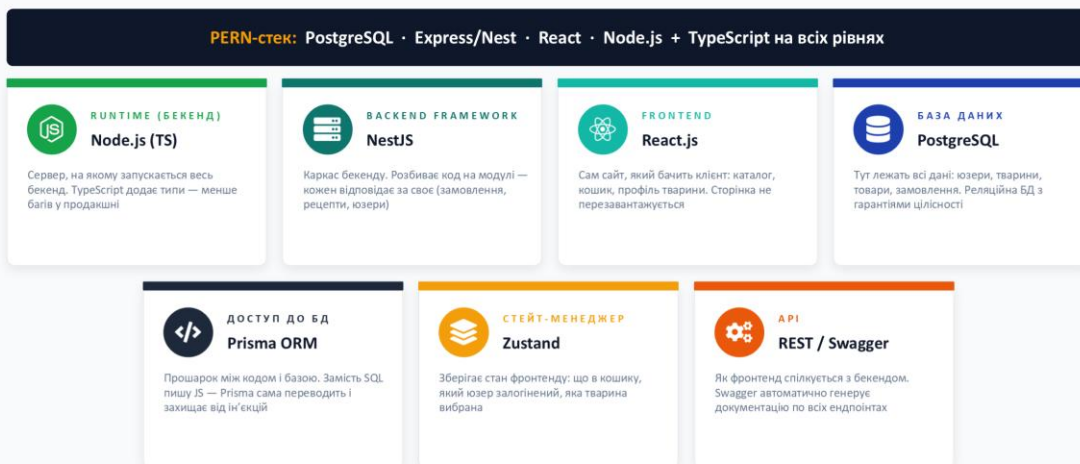 PERN-стек: PostgreSQL · Express/Nest · React · Node.js + TypeScript на всіх рівнях
RUNTIME (БЕКЕНД)
Node.js (TS)
Сервер, на якому запускається весь
бекенд. TypeScript додає типи — менше
багів у продакшні
BACKEND FRAMEWORK
NestJS
Каркас бекенду. Розбиває код на модулі —
кожен відповідає за своє (замовлення,
рецепти, юзери)
FRONTEND
React.js
Сам сайт, який бачить клієнт: каталог,
кошик, профіль тварини. Сторінка не
перезавантажується
БАЗА ДАНИХ
PostgreSQL
Тут лежать всі дані: юзери, тварини,
товари, замовлення. Реляційна БД з
гарантіями цілісності
ДОСТУП ДО БД
Prisma ORM
Прошарок між кодом і базою. Замість SQL
пишу JS — Prisma сама переводить і
захищає від ін'єкцій
СТЕЙТ-МЕНЕДЖЕР
Zustand
Зберігає стан фронтенду: що в кошику,
який юзер залогінений, яка тварина
вибрана
API
REST / Swagger
Як фронтенд спілкується з бекендом.
Swagger автоматично генерує
документацію по всіх ендпоінтах